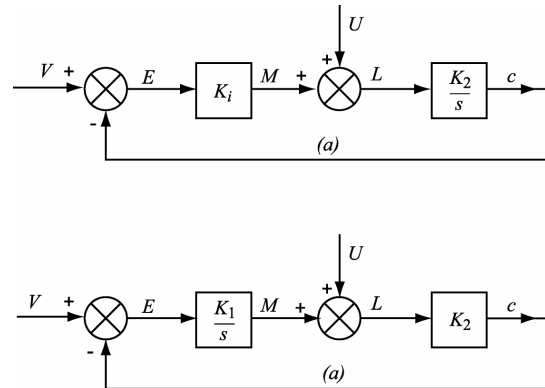 U
V + E K_i M + + L K_2/s c
-
(a)
U
V + E K_1/s M + + L K_2 c
-
(a)